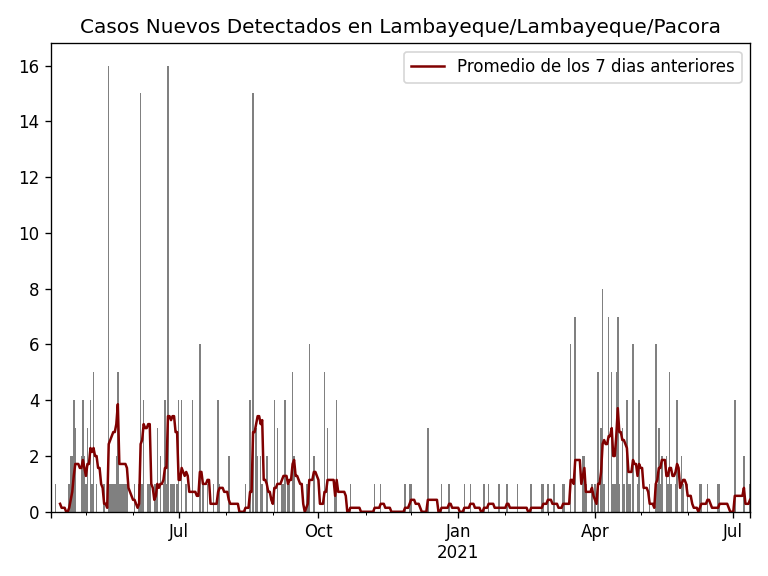 Casos Nuevos Detectados en Lambayeque/Lambayeque/Pacora
Promedio de los 7 dias anteriores
16
14
12
10
8
6
4
2
0
Jul
Oct
Jan
Apr
Jul
2021